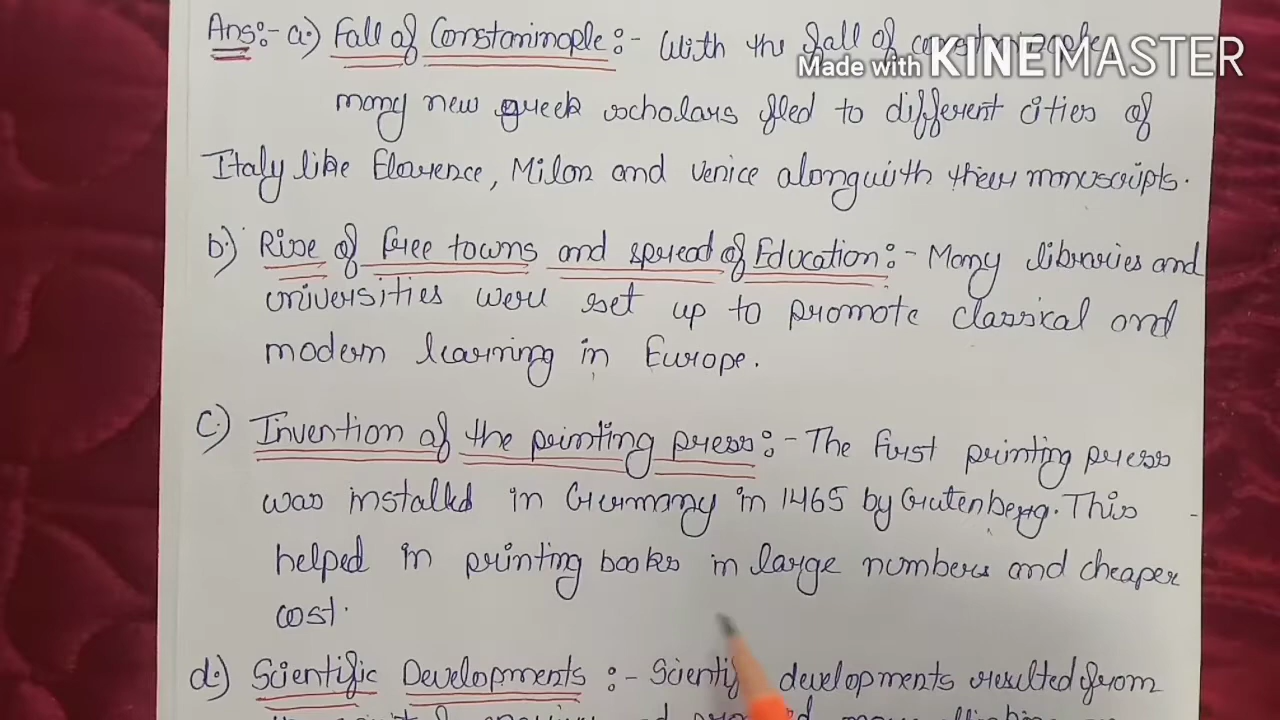 Ans:- a:) Fall of Constaninople :- With the fall of
Made with KINEMASTER
many new greek scholars fled to different cities of
Italy like Florence, Milan and Venice alongwith their manuscripts.
b:) Rise of free towns and spread of Education :- Many libraries and
universities were set up to promote classical and
modern learning in Europe.
c:) Invention of the printing press :- The first printing press
was installed in Germany in 1465 by Gutenberg. This
helped in printing books in large numbers and cheaper
cost.
d:) Scientific Developments :- Scientific developments resulted from